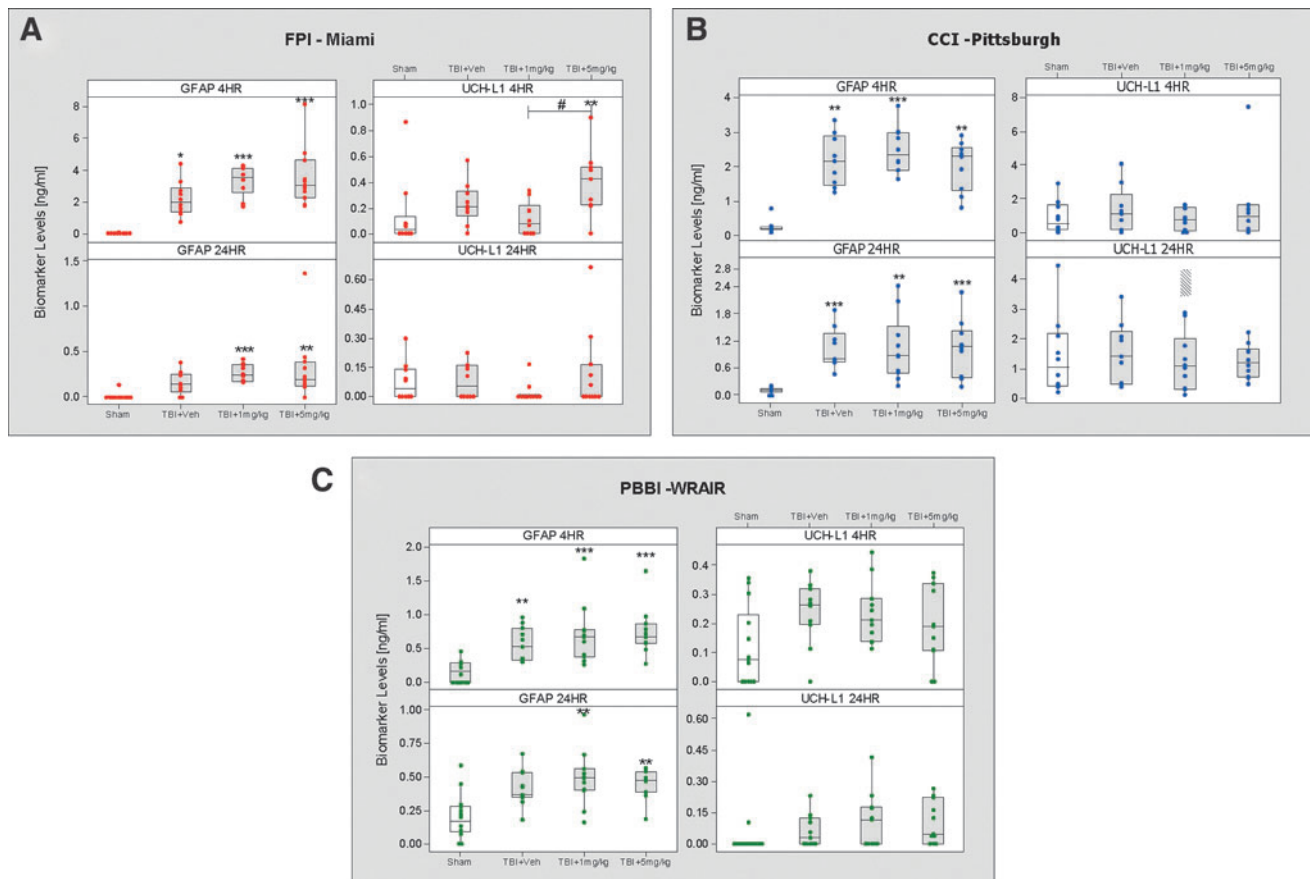 A
FPI - Miami
Sham TBI+Veh TBI+1mg/kg TBI+5mg/kg
GFAP 4HR UCH-L1 4HR
Biomarker Levels [ng/ml]
8
6
4
2
0
* *** ***
1.0
0.8
0.6
0.4
0.2
0.0
# **
GFAP 24HR UCH-L1 24HR
1.5
1.0
0.5
0.0
*** **
0.60
0.45
0.30
0.15
0.00
Sham TBI+Veh TBI+1mg/kg TBI+5mg/kg
B
CCI -Pittsburgh
Sham TBI+Veh TBI+1mg/kg TBI+5mg/kg
GFAP 4HR UCH-L1 4HR
Biomarker Levels [ng/ml]
4
3
2
1
0
** *** **
8
6
4
2
0
GFAP 24HR UCH-L1 24HR
2.8
2.4
1.8
1.2
0.6
0.0
*** ** ***
5
4
3
2
1
0
Sham TBI+Veh TBI+1mg/kg TBI+5mg/kg
C
PBBI -WRAIR
Sham TBI+Veh TBI+1mg/kg TBI+5mg/kg
GFAP 4HR UCH-L1 4HR
Biomarker Levels [ng/ml]
2.0
1.5
1.0
0.5
0.0
** *** ***
0.4
0.3
0.2
0.1
0.0
GFAP 24HR UCH-L1 24HR
1.00
0.75
0.50
0.25
0.00
** **
0.60
0.45
0.30
0.15
0.00
Sham TBI+Veh TBI+1mg/kg TBI+5mg/kg